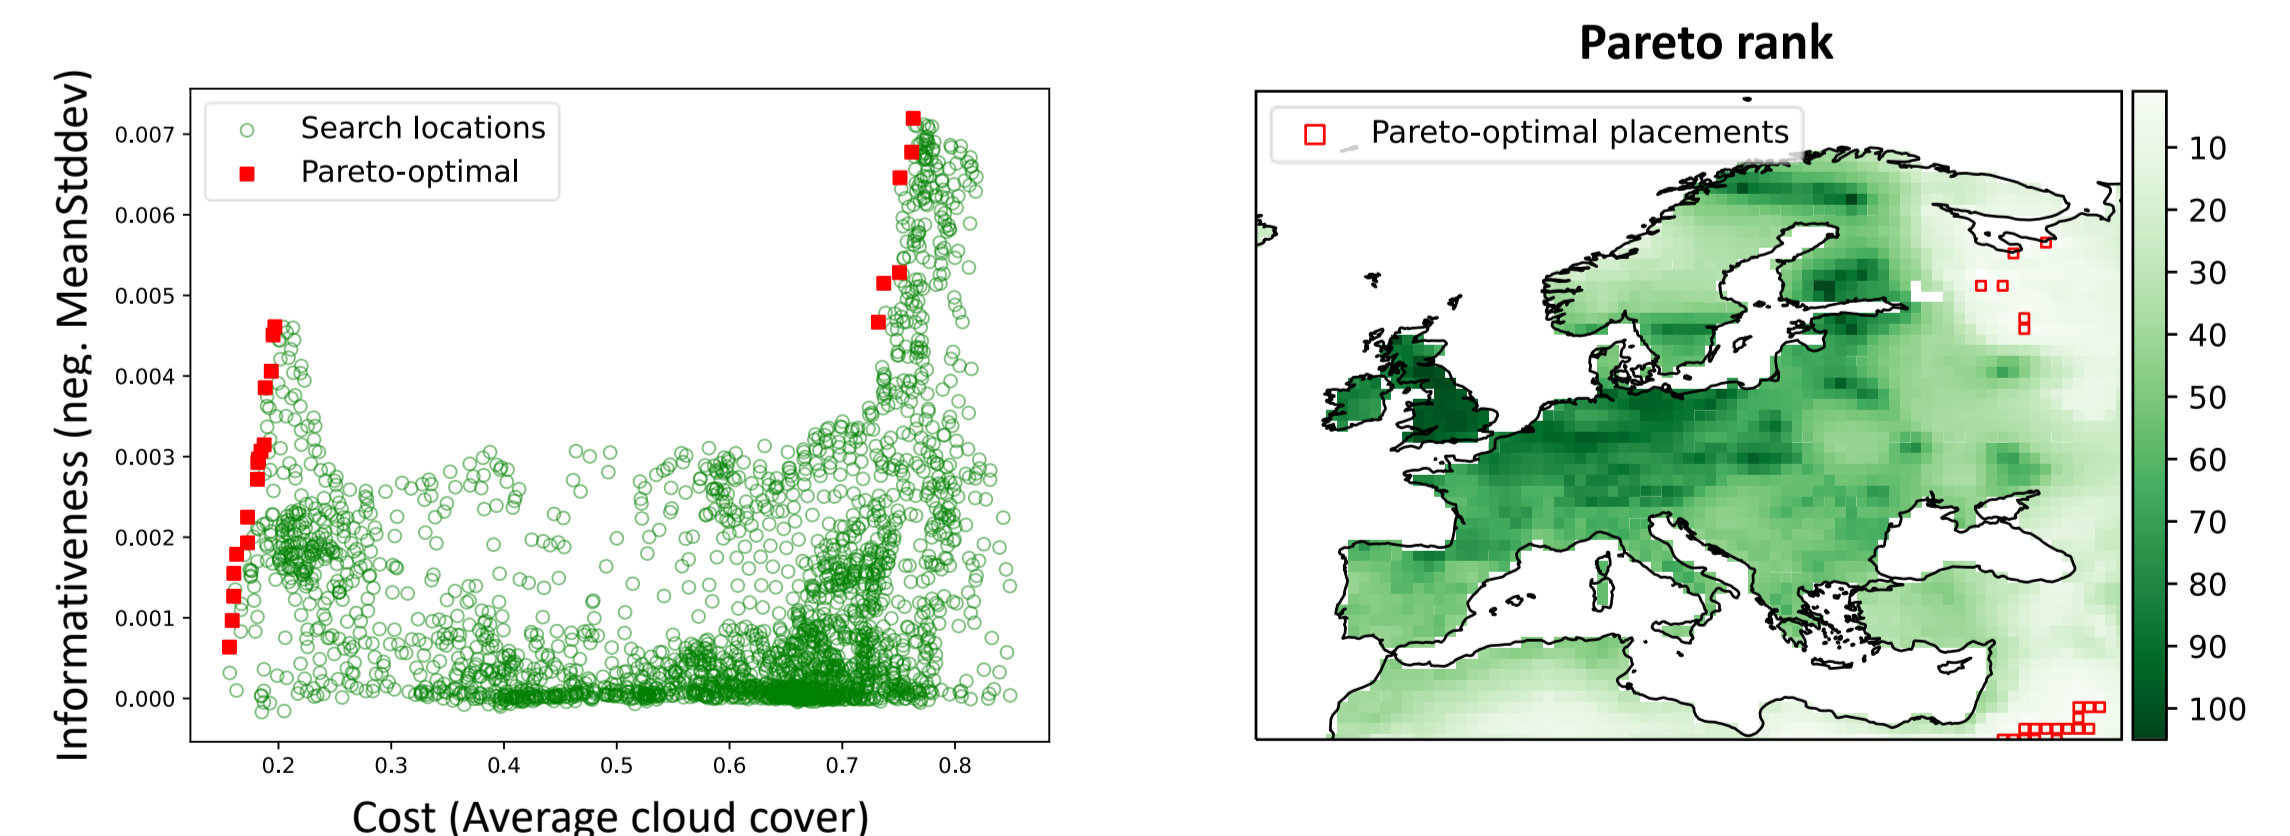 Informativeness (neg. MeanStddev)
0.007
0.006
0.005
0.004
0.003
0.002
0.001
0.000
Search locations
Pareto-optimal
0.2 0.3 0.4 0.5 0.6 0.7 0.8
Cost (Average cloud cover)
Pareto rank
Pareto-optimal placements
10
20
30
40
50
60
70
80
90
100